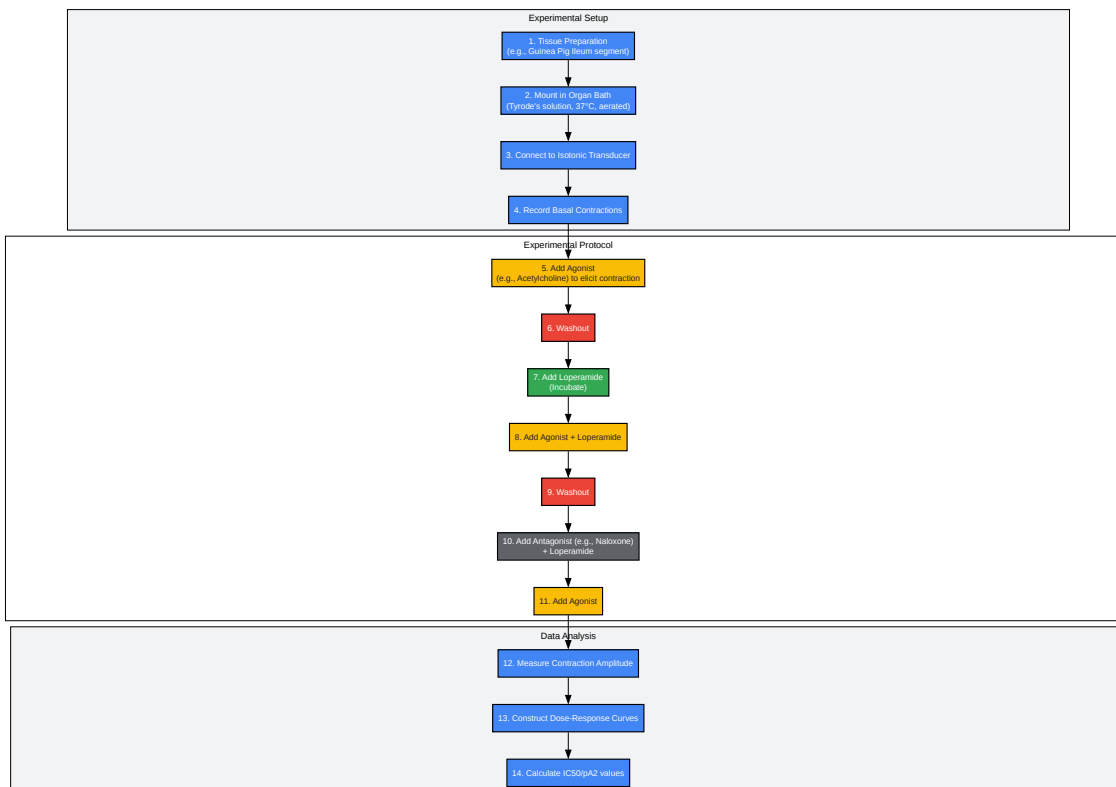 Experimental Setup
1. Tissue Preparation
(e.g., Guinea Pig Ileum segment)
2. Mount in Organ Bath
(Tyrode's solution, 37°C, aerated)
3. Connect to Isotonic Transducer
4. Record Basal Contractions
Experimental Protocol
5. Add Agonist
(e.g., Acetylcholine) to elicit contraction
6. Washout
7. Add Loperamide
(Incubate)
8. Add Agonist + Loperamide
9. Washout
10. Add Antagonist (e.g., Naloxone)
+ Loperamide
11. Add Agonist
Data Analysis
12. Measure Contraction Amplitude
13. Construct Dose-Response Curves
14. Calculate IC50/pA2 values